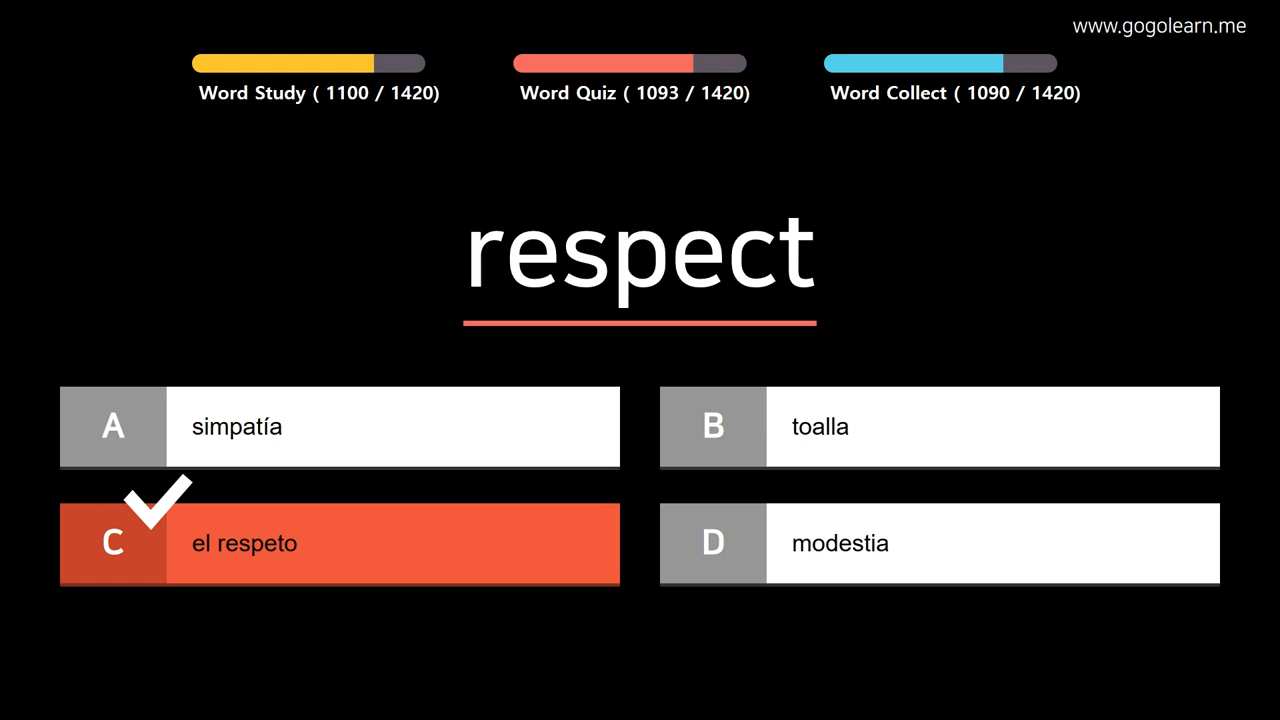 www.gogolearn.me
Word Study ( 1100 / 1420)
Word Quiz ( 1093 / 1420)
Word Collect ( 1090 / 1420)
respect
A simpatía
B toalla
C el respeto
D modestia